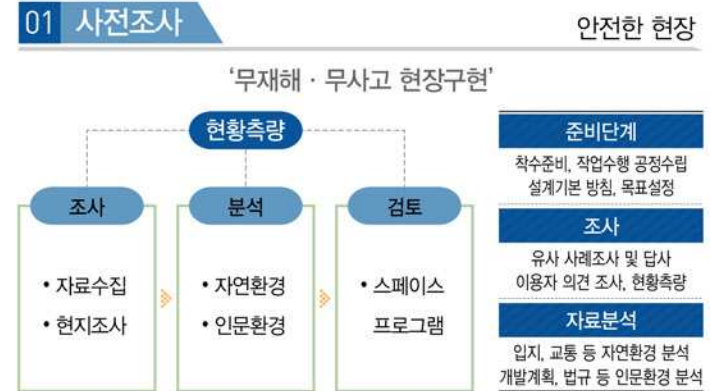 01 사전조사
안전한 현장
‘무재해 · 무사고 현장구현’
현황측량
조사
• 자료수집
• 현지조사
분석
• 자연환경
• 인문환경
검토
• 스페이스
프로그램
준비단계
착수준비, 작업수행 공정수립
설계기본 방침, 목표설정
조사
유사 사례조사 및 답사
이용자 의견 조사, 현황측량
자료분석
입지, 교통 등 자연환경 분석
개발계획, 법규 등 인문환경 분석